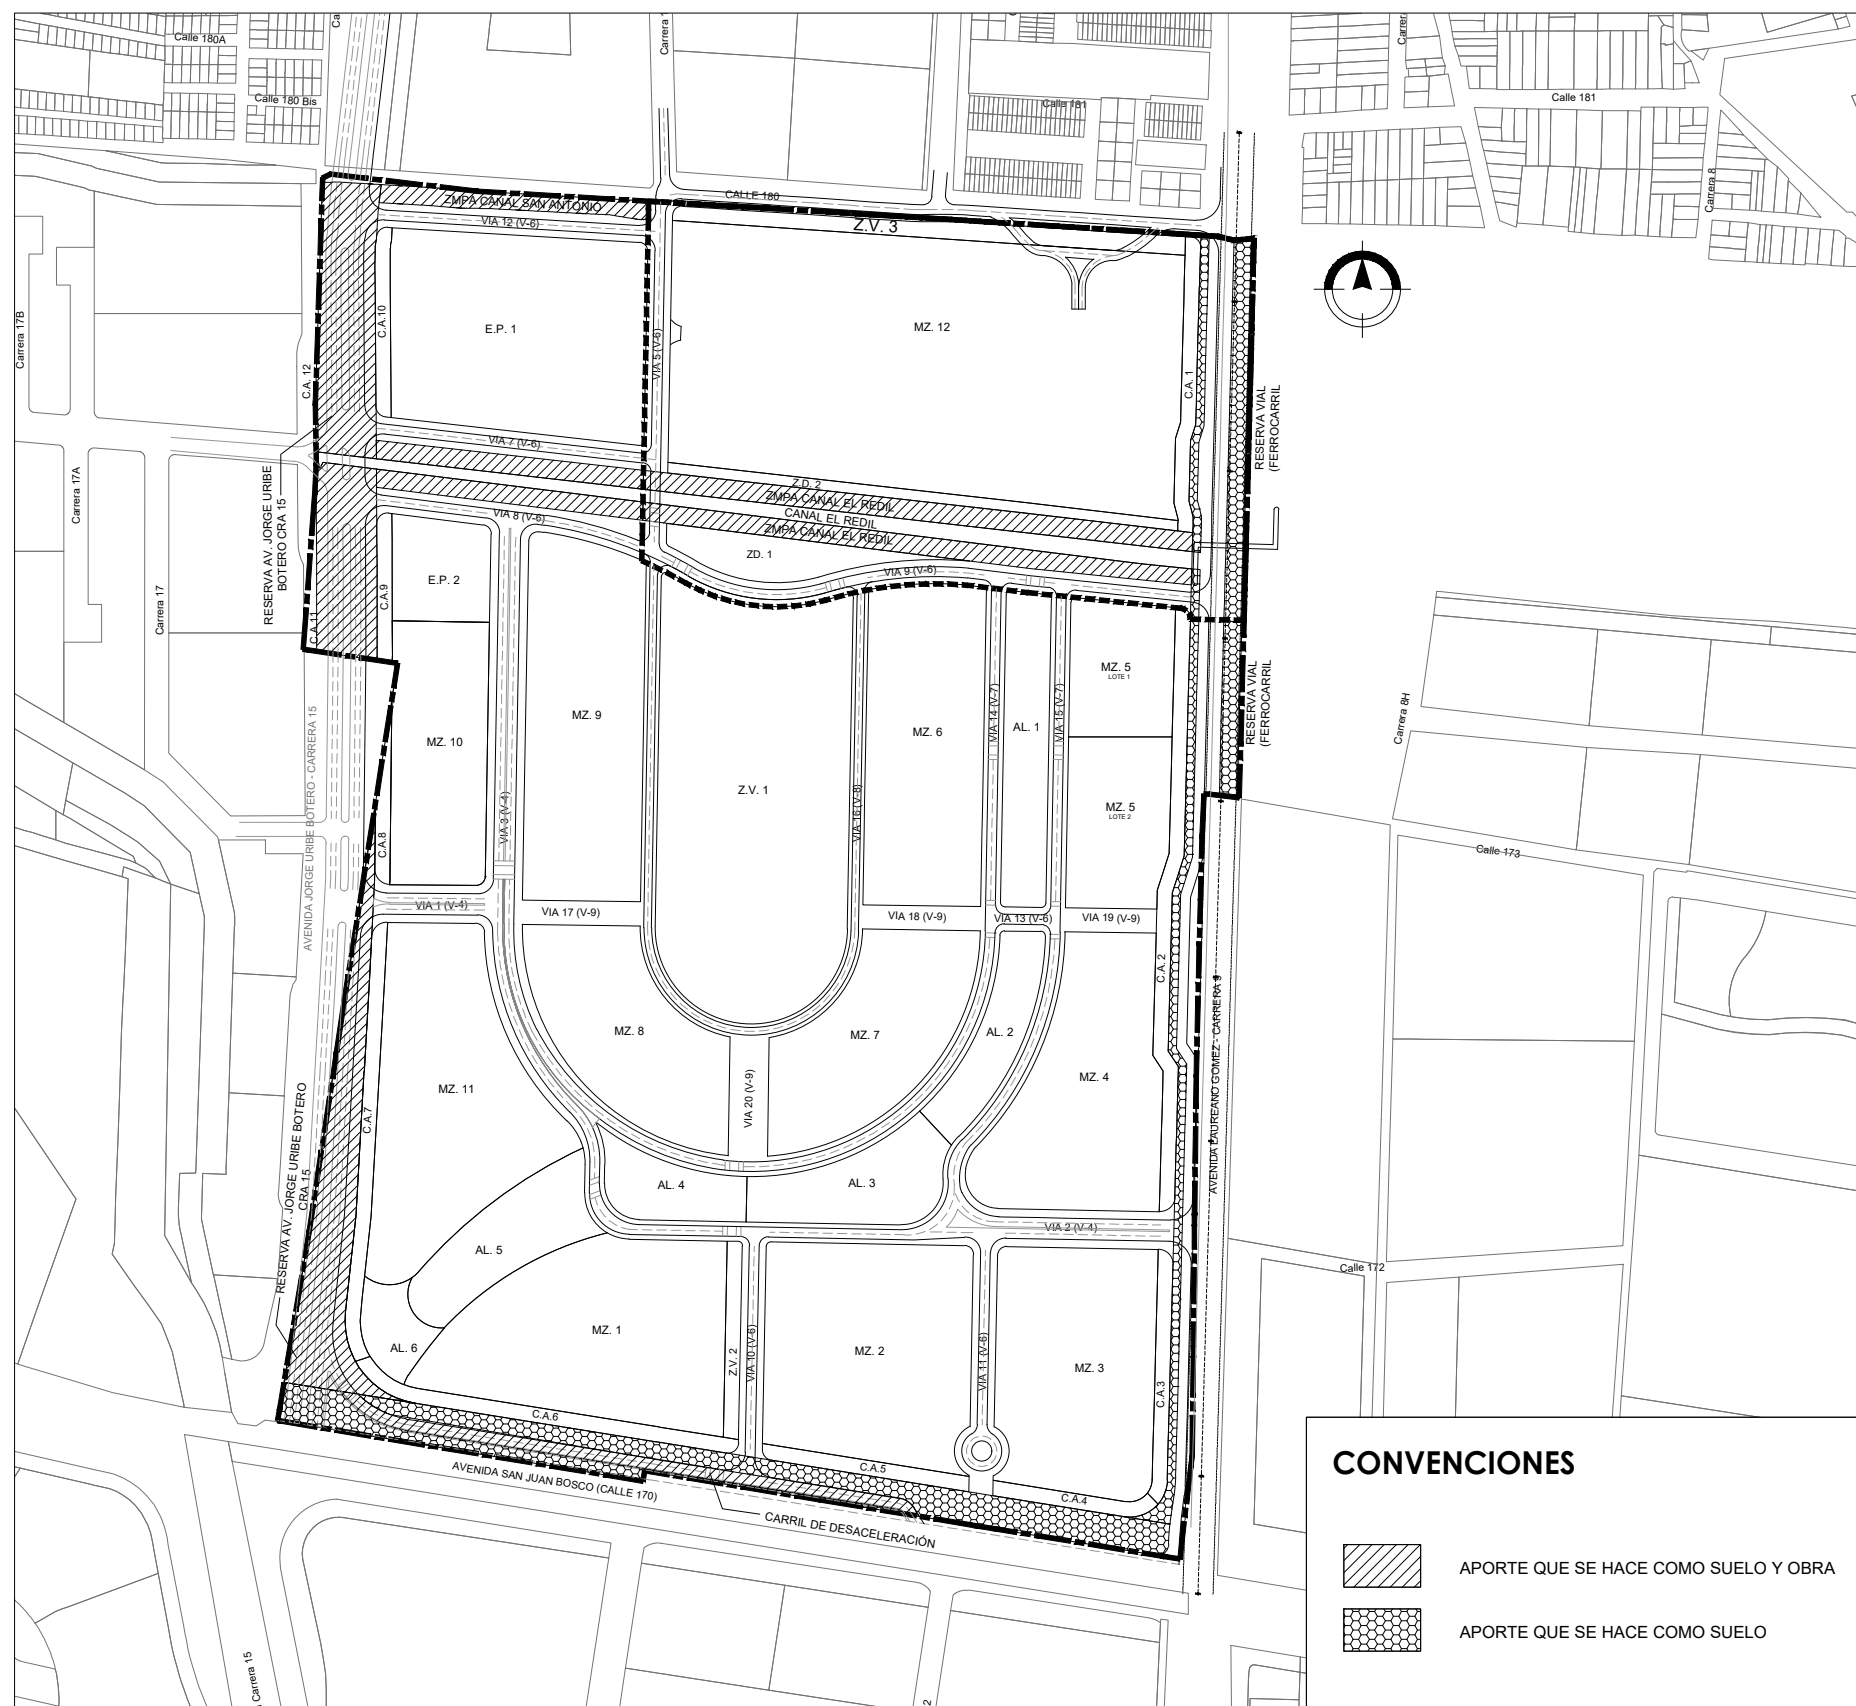 Calle 180A
Calle 180 Bis
Calle 181
Calle 181
Carrera 8
CALLE 180
ZMPA CANAL SAN ANTONIO
VIA 12 (V-6)
Z.V. 3
C.A.10
E.P. 1
MZ. 12
VIA 5 (V-6)
C.A. 1
Carrera 17B
C.A. 12
RESERVA VIAL
(FERROCARRIL
VIA 7 (V-6)
Z.D. 2
ZMPA CANAL EL REDIL
CANAL EL REDIL
ZMPA CANAL EL REDIL
Carrera 17A
RESERVA AV. JORGE URIBE
BOTERO CRA 15
VIA 8 (V-6)
ZD. 1
VIA 9 (V-6)
E.P. 2
C.A.9
C.A.11
Carrera 17
MZ. 5
LOTE 1
RESERVA VIAL
(FERROCARRIL
MZ. 9
MZ. 10
MZ. 6
VIA 14 (V-7)
AL. 1
VIA 15 (V-7)
Carrera 8H
Z.V. 1
MZ. 5
LOTE 2
VIA 3 (V-4)
VIA 16 (V-8)
C.A.8
Calle 173
AVENIDA JORGE URIBE BOTERO - CARRERA 15
VIA 1 (V-4)
VIA 17 (V-9)
VIA 18 (V-9)
VIA 13 (V-6)
VIA 19 (V-9)
C.A. 2
MZ. 8
MZ. 7
AL. 2
MZ. 11
MZ. 4
VIA 20 (V-9)
C.A.7
AVENIDA LAUREANO GOMEZ - CARRERA 9
RESERVA AV. JORGE URIBE BOTERO
CRA 15
AL. 4
AL. 3
VIA 2 (V-4)
AL. 5
Calle 172
MZ. 1
AL. 6
Z.V. 2
VIA 10 (V-6)
MZ. 2
VIA 11 (V-6)
MZ. 3
C.A.3
C.A.6
C.A.5
C.A.4
AVENIDA SAN JUAN BOSCO (CALLE 170)
CARRIL DE DESACELERACIÓN
Carrera 15
CONVENCIONES
APORTE QUE SE HACE COMO SUELO Y OBRA
APORTE QUE SE HACE COMO SUELO